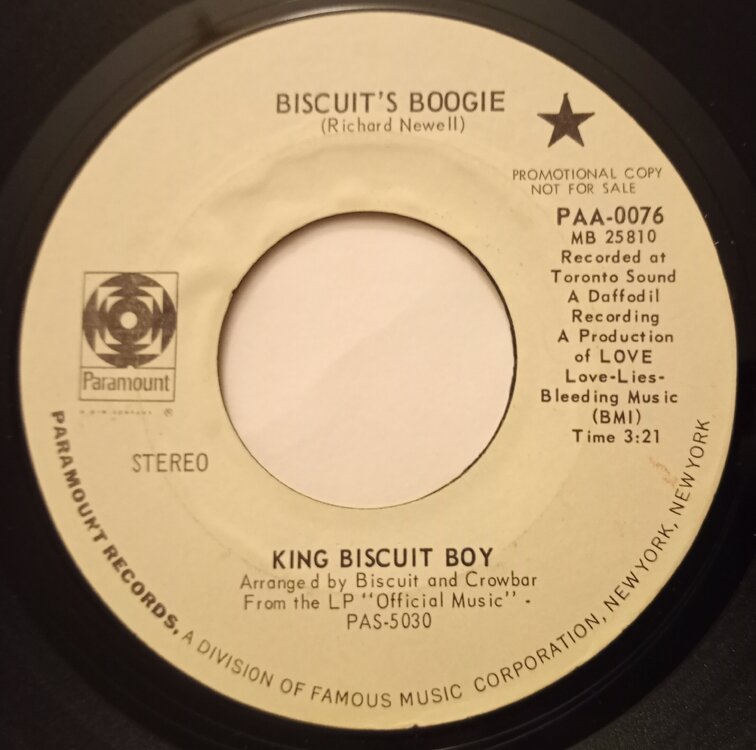 BISCUIT'S BOOGIE
(Richard Newell)
PROMOTIONAL COPY
NOT FOR SALE
PAA-0076
MB 25810
Recorded at
Toronto Sound
A Daffodil
Recording
A Production
of LOVE
Love-Lies-
Bleeding Music
(BMI)
Time 3:21
Paramount
A G+W COMPANY ®
STEREO
KING BISCUIT BOY
Arranged by Biscuit and Crowbar
From the LP "Official Music" -
PAS-5030
PARAMOUNT RECORDS, A DIVISION OF FAMOUS MUSIC CORPORATION, NEW YORK, NEW YORK